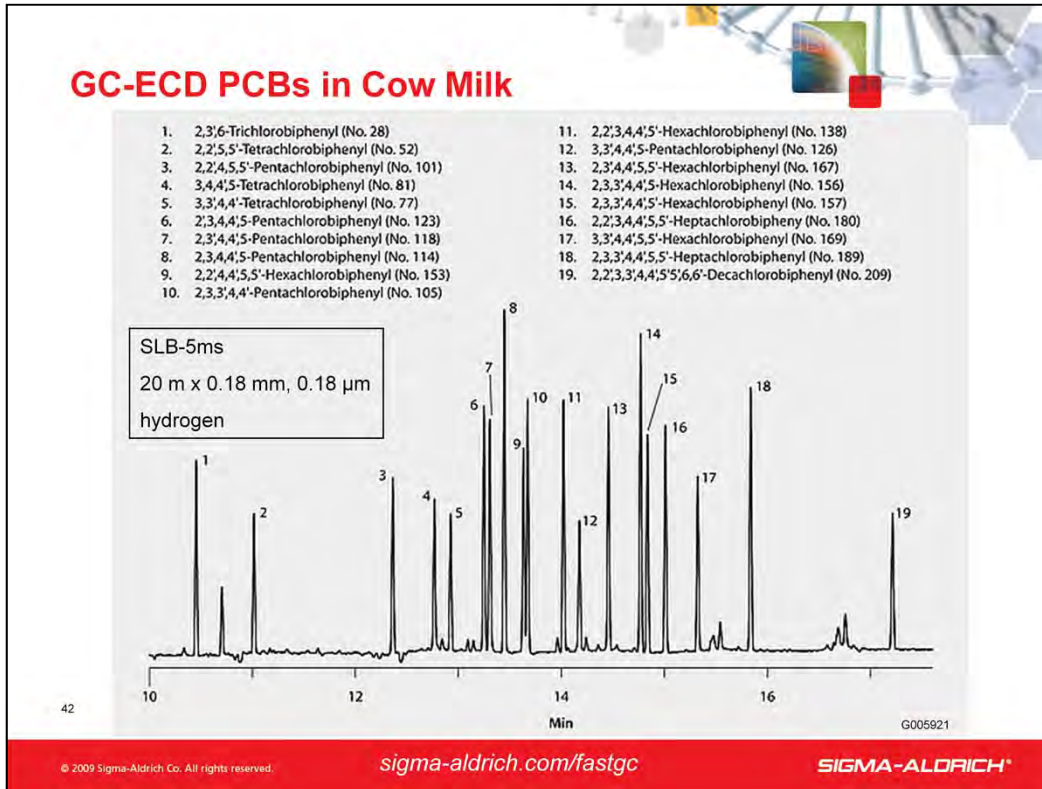 GC-ECD PCBs in Cow Milk
1. 2,3',6-Trichlorobiphenyl (No. 28)
2. 2,2',5,5'-Tetrachlorobiphenyl (No. 52)
3. 2,2',4,5,5'-Pentachlorobiphenyl (No. 101)
4. 3,4,4',5-Tetrachlorobiphenyl (No. 81)
5. 3,3',4,4'-Tetrachlorobiphenyl (No. 77)
6. 2',3,4,4',5-Pentachlorobiphenyl (No. 123)
7. 2,3',4,4',5-Pentachlorobiphenyl (No. 118)
8. 2,3,4,4',5-Pentachlorobiphenyl (No. 114)
9. 2,2',4,4',5,5'-Hexachlorobiphenyl (No. 153)
10. 2,3,3',4,4'-Pentachlorobiphenyl (No. 105)
11. 2,2',3,4,4',5'-Hexachlorobiphenyl (No. 138)
12. 3,3',4,4',5-Pentachlorobiphenyl (No. 126)
13. 2,3',4,4',5,5'-Hexachlorbiphenyl (No. 167)
14. 2,3,3',4,4',5-Hexachlorobiphenyl (No. 156)
15. 2,3,3',4,4',5'-Hexachlorobiphenyl (No. 157)
16. 2,2',3,4,4',5,5'-Heptachlorobipheny (No. 180)
17. 3,3',4,4',5,5'-Hexachlorobiphenyl (No. 169)
18. 2,3,3',4,4',5,5'-Heptachlorobiphenyl (No. 189)
19. 2,2',3,3',4,4',5'5',6,6'-Decachlorobiphenyl (No. 209)
SLB-5ms
20 m x 0.18 mm, 0.18 µm
hydrogen
1
2
3
4
5
6
7
8
9
10
11
12
13
14
15
16
17
18
19
10 12 14 16
Min
42
G005921
© 2009 Sigma-Aldrich Co. All rights reserved.
sigma-aldrich.com/fastgc
SIGMA-ALDRICH®